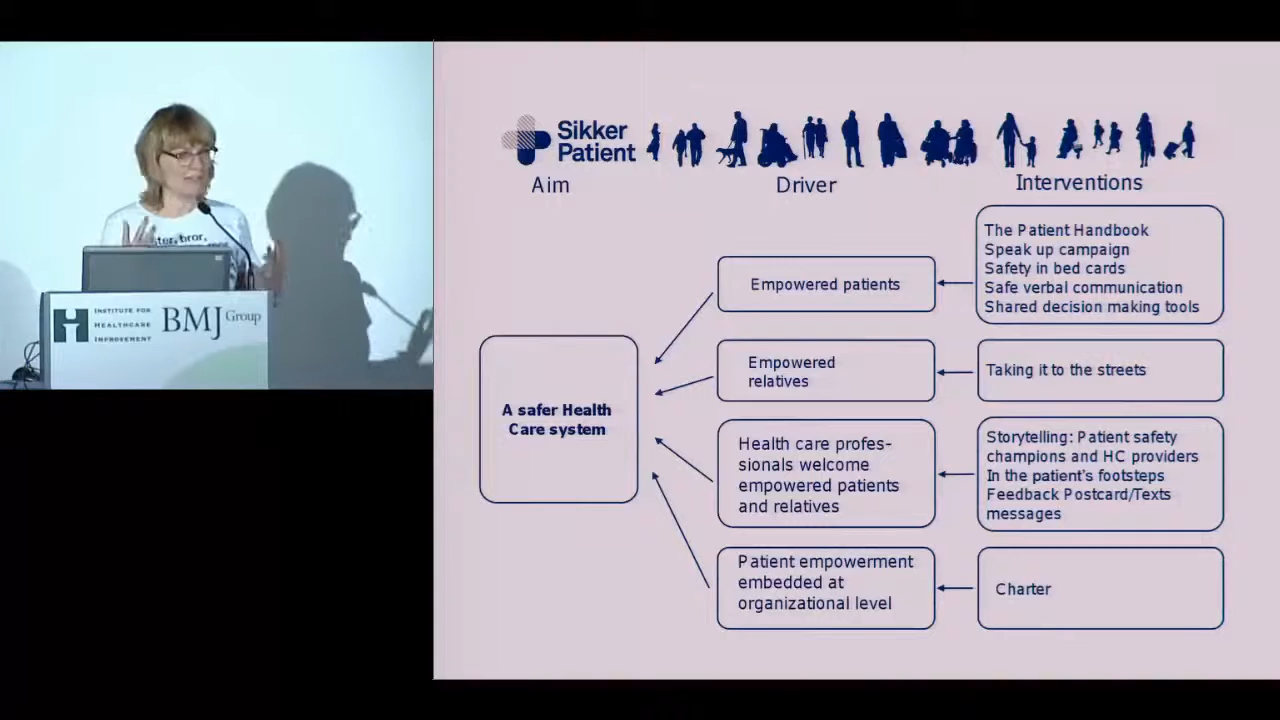 INSTITUTE FOR
HEALTHCARE
IMPROVEMENT
BMJ Group
bror,
Sikker
Patient
Aim
Driver
Interventions
A safer Health
Care system
Empowered patients
Empowered
relatives
Health care profes-
sionals welcome
empowered patients
and relatives
Patient empowerment
embedded at
organizational level
The Patient Handbook
Speak up campaign
Safety in bed cards
Safe verbal communication
Shared decision making tools
Taking it to the streets
Storytelling: Patient safety
champions and HC providers
In the patient's footsteps
Feedback Postcard/Texts
messages
Charter